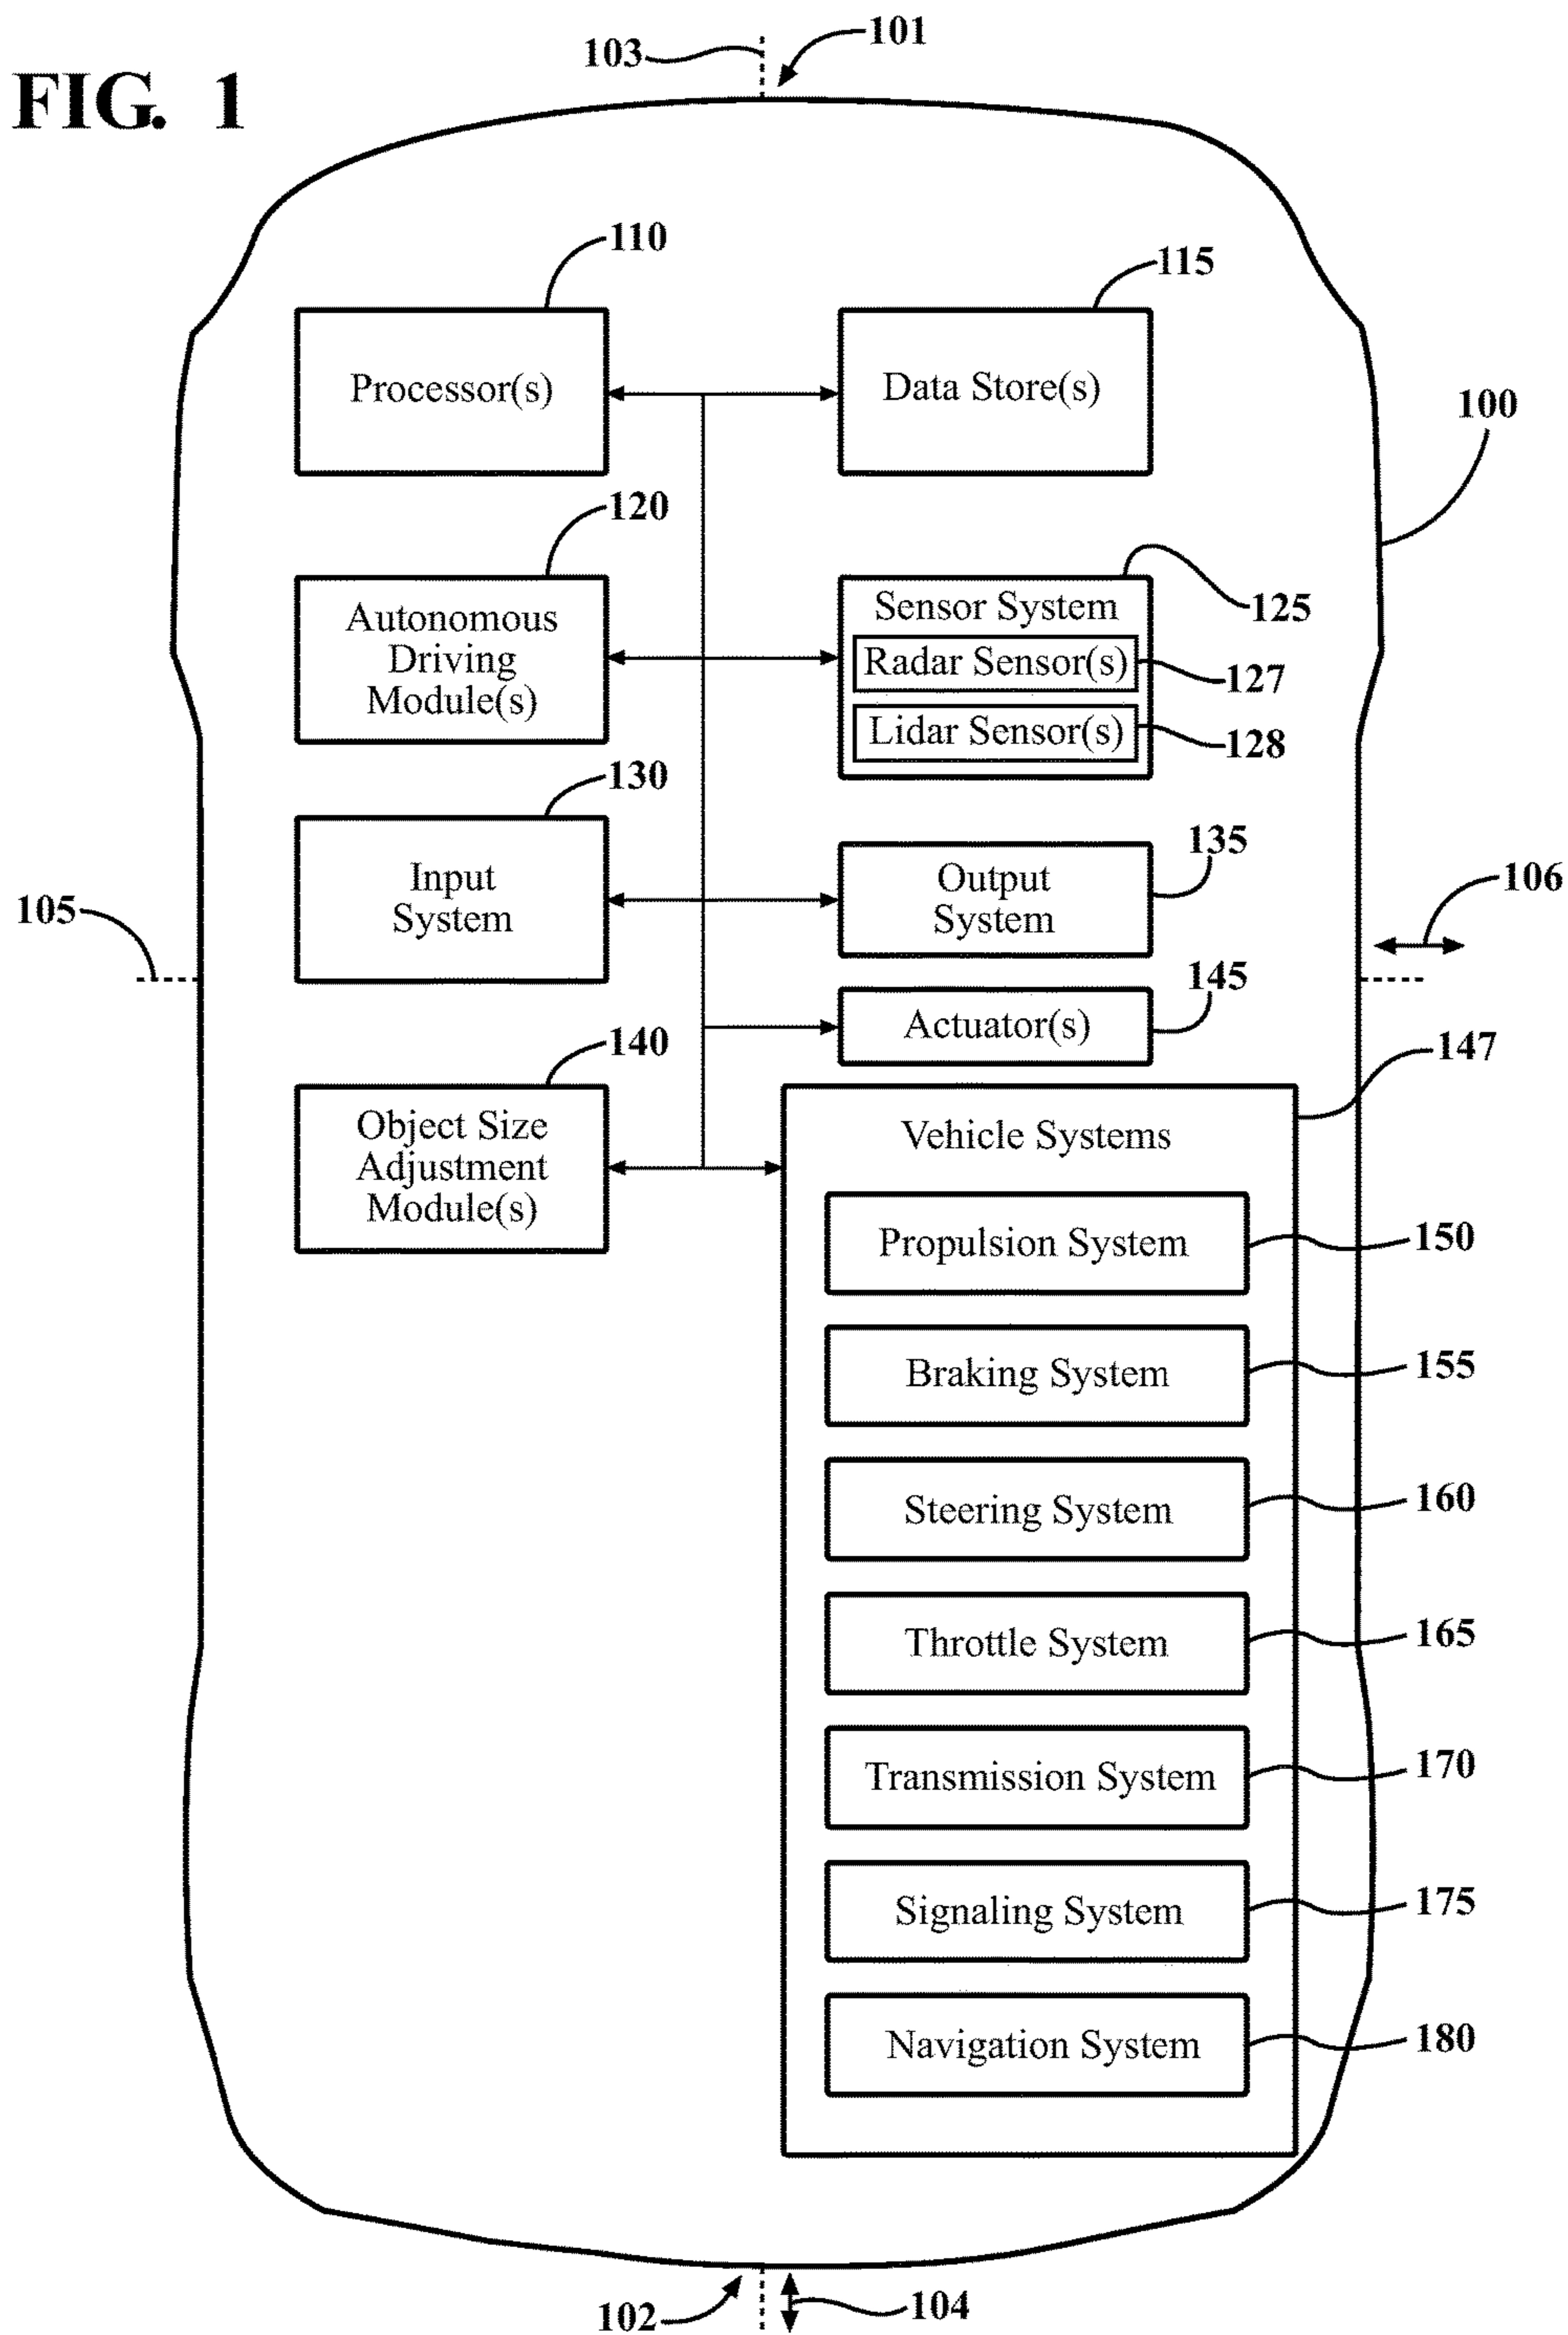 FIG. 1
103
101
110
115
Processor(s)
Data Store(s)
100
120
Autonomous
Driving
Module(s)
Sensor System
125
Radar Sensor(s)
127
Lidar Sensor(s)
128
130
135
Input
System
Output
System
105
106
145
Actuator(s)
140
147
Object Size
Adjustment
Module(s)
Vehicle Systems
Propulsion System
150
Braking System
155
Steering System
160
Throttle System
165
Transmission System
170
Signaling System
175
Navigation System
180
102
104